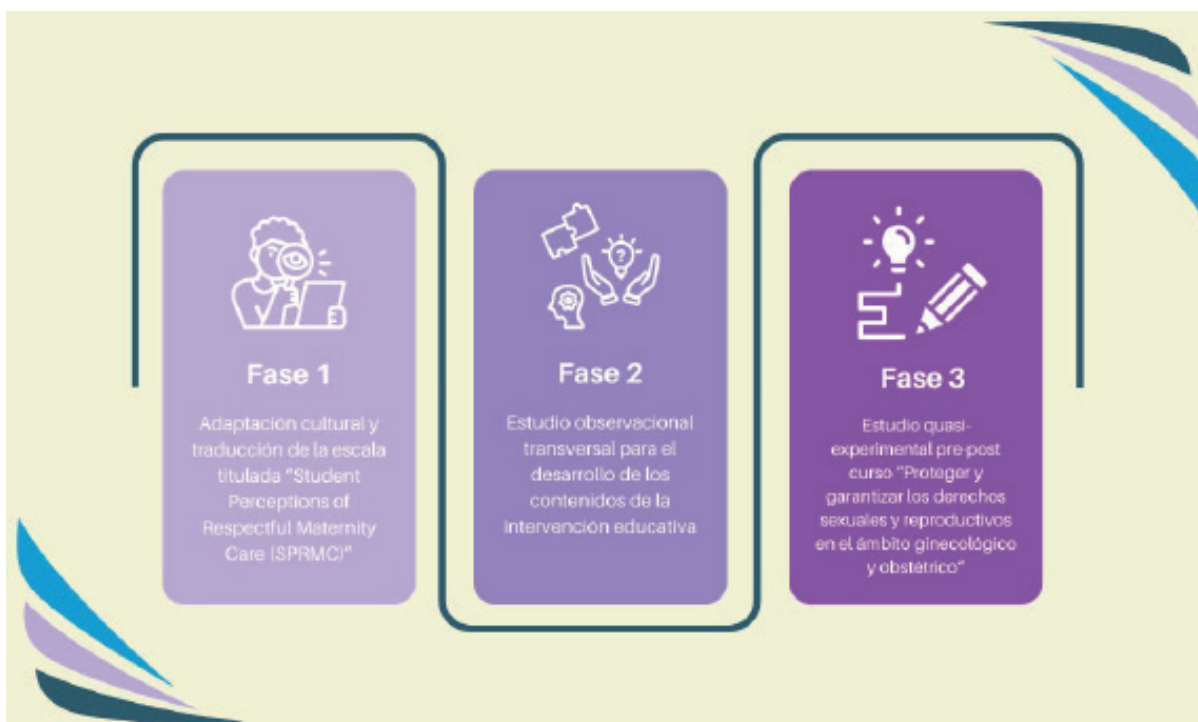 Fase 1
Adaptación cultural y
traducción de la escala
titulada "Student
Perceptions of
Respectful Maternity
Care (SPRMC)"
?
Fase 2
Estudio observacional
transversal para el
desarrollo de los
contenidos de la
intervención educativa
Fase 3
Estudio quasi-
experimental pre-post
curso "Proteger y
garantizar los derechos
sexuales y reproductivos
en el ámbito ginecológico
y obstétrico"